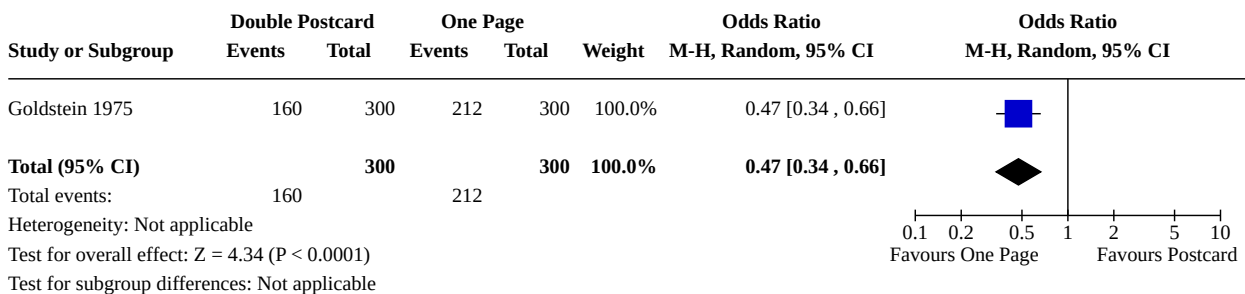 Double Postcard One Page Odds Ratio Odds Ratio
Study or Subgroup Events Total Events Total Weight M-H, Random, 95% CI M-H, Random, 95% CI
Goldstein 1975 160 300 212 300 100.0% 0.47 [0.34 , 0.66]
Total (95% CI) 300 300 100.0% 0.47 [0.34 , 0.66]
Total events: 160 212
Heterogeneity: Not applicable
0.1 0.2 0.5 1 2 5 10
Test for overall effect: Z = 4.34 (P < 0.0001) Favours One Page Favours Postcard
Test for subgroup differences: Not applicable